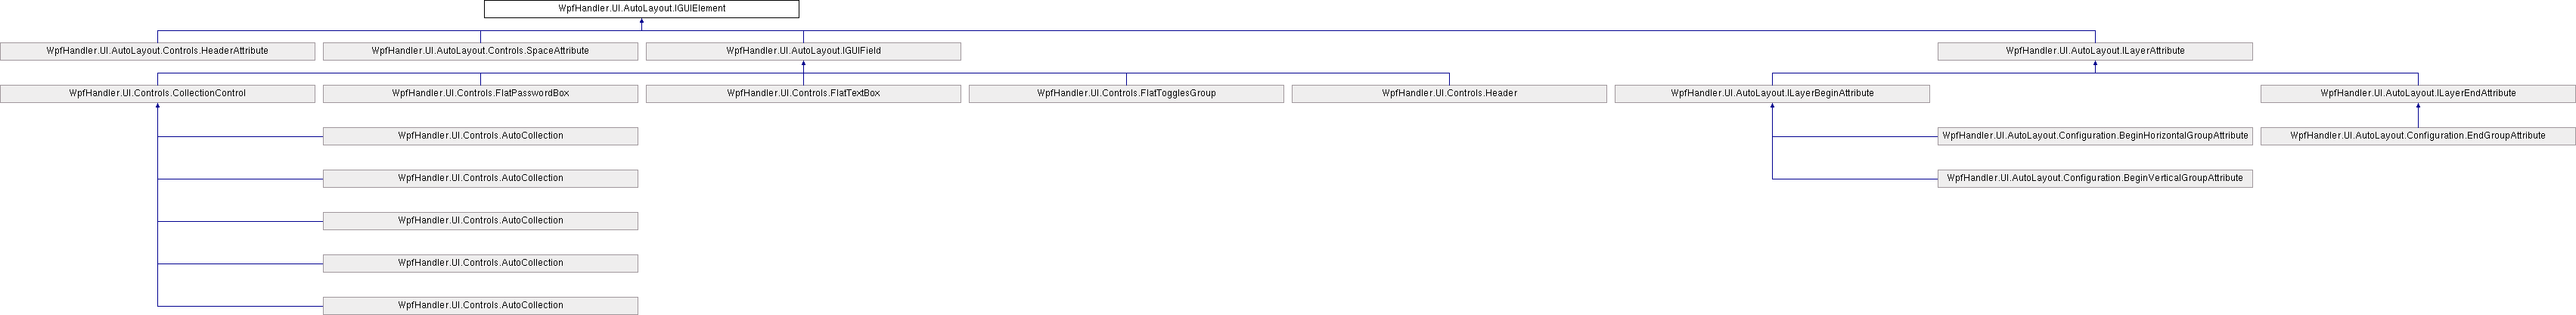 WpfHandler.UI.AutoLayout.IGUIElement
WpfHandler.UI.AutoLayout.Controls.HeaderAttribute
WpfHandler.UI.AutoLayout.Controls.SpaceAttribute
WpfHandler.UI.AutoLayout.IGUIField
WpfHandler.UI.AutoLayout.ILayerAttribute
WpfHandler.UI.Controls.CollectionControl
WpfHandler.UI.Controls.FlatPasswordBox
WpfHandler.UI.Controls.FlatTextBox
WpfHandler.UI.Controls.FlatTogglesGroup
WpfHandler.UI.Controls.Header
WpfHandler.UI.AutoLayout.ILayerBeginAttribute
WpfHandler.UI.AutoLayout.ILayerEndAttribute
WpfHandler.UI.Controls.AutoCollection
WpfHandler.UI.AutoLayout.Configuration.BeginHorizontalGroupAttribute
WpfHandler.UI.AutoLayout.Configuration.EndGroupAttribute
WpfHandler.UI.Controls.AutoCollection
WpfHandler.UI.AutoLayout.Configuration.BeginVerticalGroupAttribute
WpfHandler.UI.Controls.AutoCollection
WpfHandler.UI.Controls.AutoCollection
WpfHandler.UI.Controls.AutoCollection